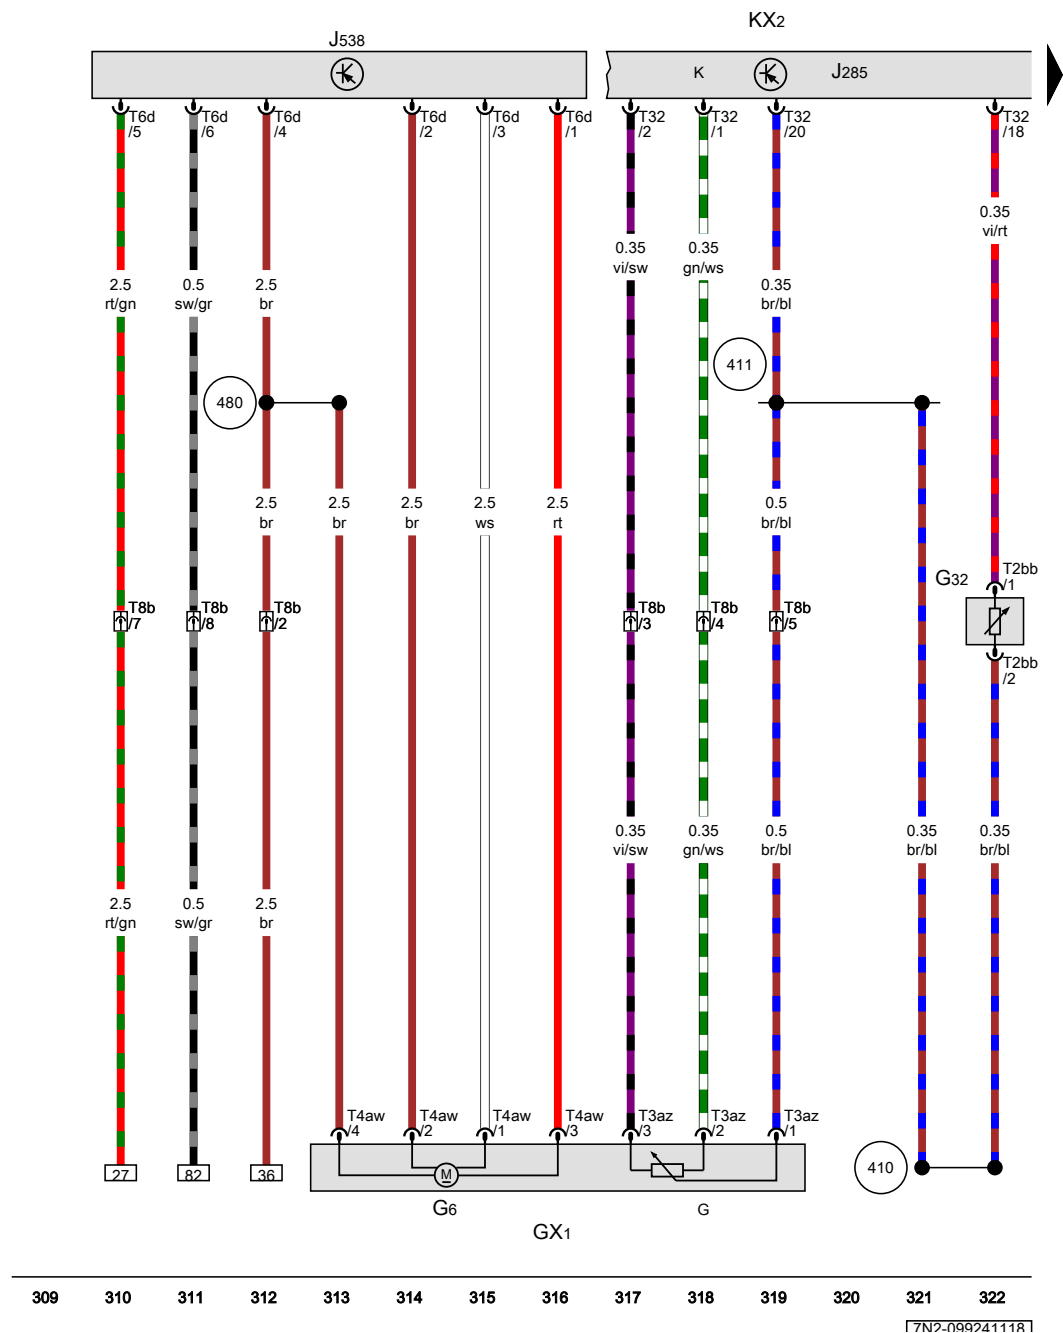 KX2
J538
K
J285
T6d T6d T6d T6d T6d T6d T32 T32 T32 T32
/5 /6 /4 /2 /3 /1 /2 /1 /20 /18
0.35
vi/rt
0.35 0.35
vi/sw gn/ws
2.5 0.5 2.5 0.35
rt/gn sw/gr br br/bl
411
480
2.5 2.5 2.5 2.5 2.5 0.5
br br br ws rt br/bl
G32 T2bb
/1
T8b T8b T8b T8b T8b T8b
/7 /8 /2 /3 /4 /5
T2bb
/2
0.35 0.35 0.5 0.35 0.35
vi/sw gn/ws br/bl br/bl br/bl
2.5 0.5 2.5
rt/gn sw/gr br
T4aw T4aw T4aw T4aw T3az T3az T3az
/4 /2 /1 /3 /3 /2 /1
27 82 36 M 410
G6 G
GX1
309 310 311 312 313 314 315 316 317 318 319 320 321 322
7N2-099241118